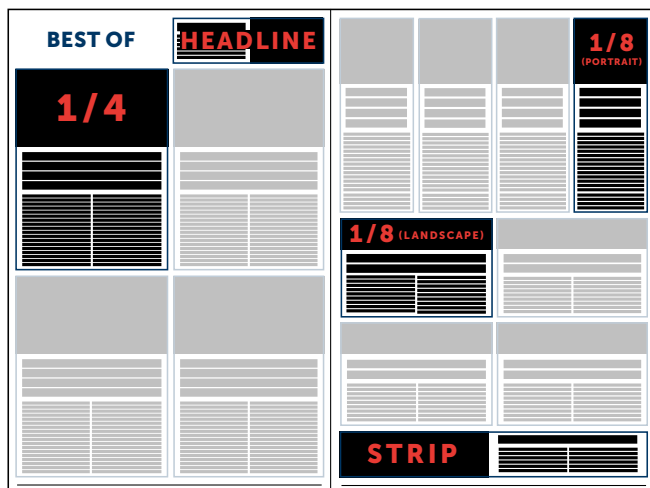 BEST OF
HEADLINE
1/4
1/8
(PORTRAIT)
1/8 (LANDSCAPE)
STRIP